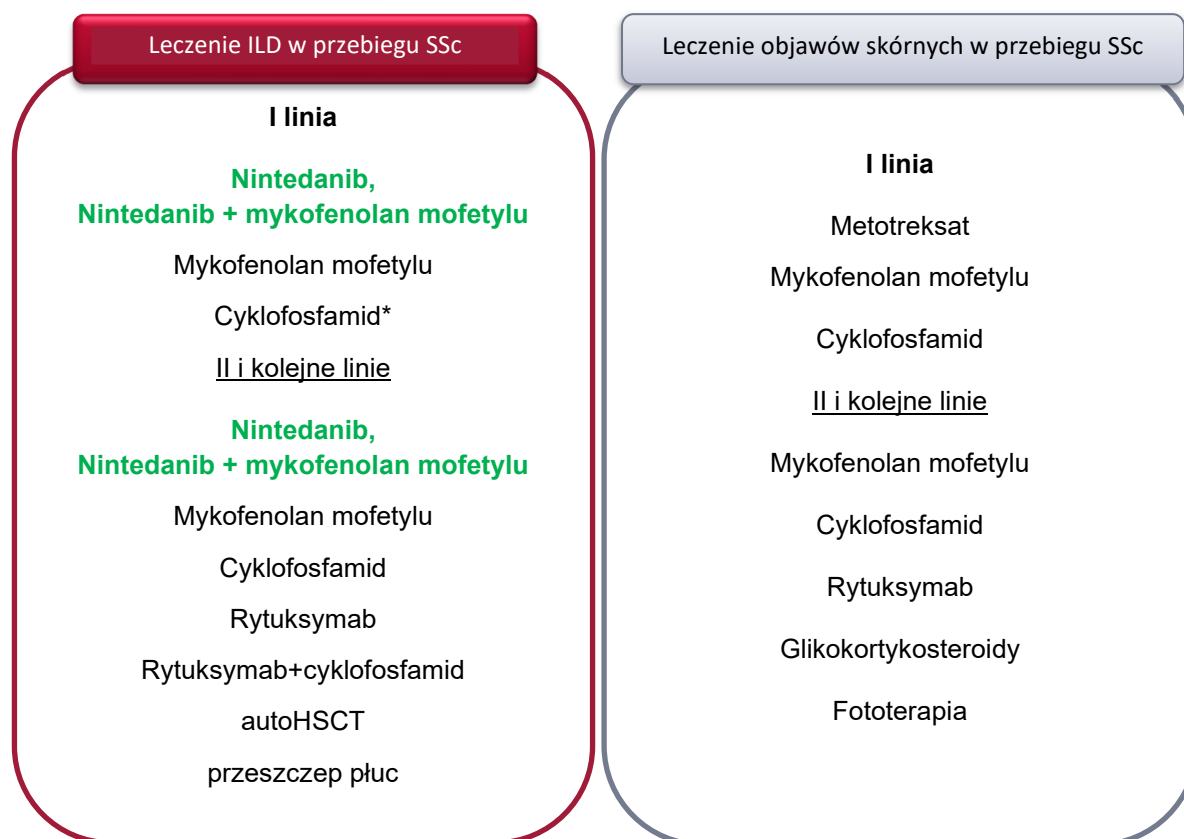 Leczenie ILD w przebiegu SSc
I linia
Nintedanib,
Nintedanib + mykofenolan mofetylu
Mykofenolan mofetylu
Cyklofosfamid*
II i kolejne linie
Nintedanib,
Nintedanib + mykofenolan mofetylu
Mykofenolan mofetylu
Cyklofosfamid
Rytuksymab
Rytuksymab+cyklofosfamid
autoHSCT
przeszczep płuc
Leczenie objawów skórnych w przebiegu SSc
I linia
Metotreksat
Mykofenolan mofetylu
Cyklofosfamid
II i kolejne linie
Mykofenolan mofetylu
Cyklofosfamid
Rytuksymab
Glikokortykosteroidy
Fototerapia